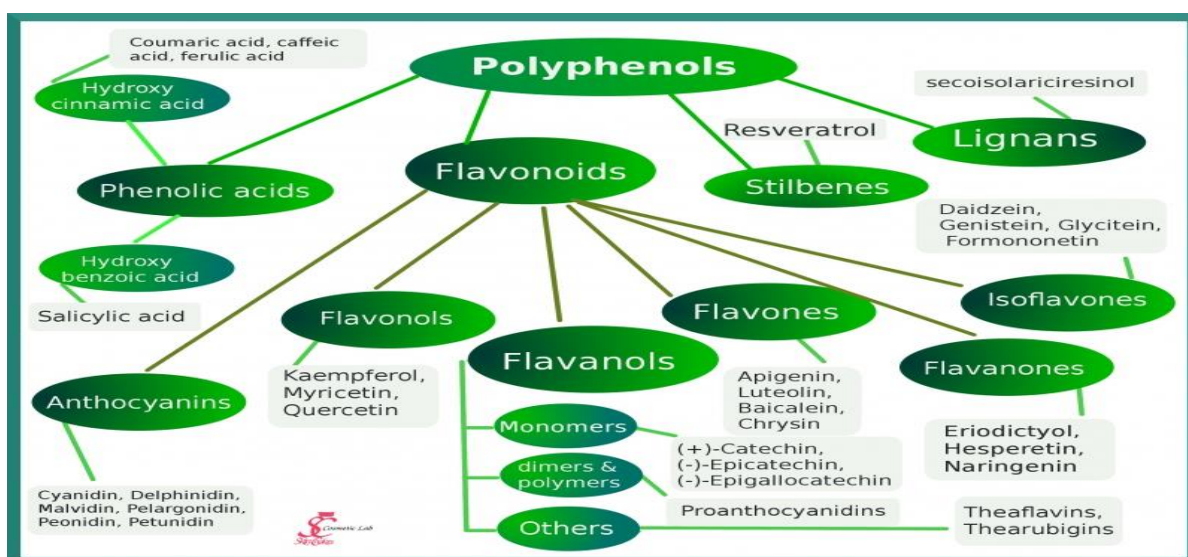 Polyphenols
Coumaric acid, caffeic
acid, ferulic acid
Hydroxy
cinnamic acid
Phenolic acids
Hydroxy
benzoic acid
Salicylic acid
Flavonoids
Resveratrol
Stilbenes
secoisolariciresinol
Lignans
Daidzein,
Genistein, Glycitein,
Formononetin
Isoflavones
Flavonols
Kaempferol,
Myricetin,
Quercetin
Flavanols
Flavones
Apigenin,
Luteolin,
Baicalein,
Chrysin
Flavanones
Eriodictyol,
Hesperetin,
Naringenin
Anthocyanins
Cyanidin, Delphinidin,
Malvidin, Pelargonidin,
Peonidin, Petunidin
Monomers
(+)-Catechin,
(-)-Epicatechin,
(-)-Epigallocatechin
dimers &
polymers
Proanthocyanidins
Others
Theaflavins,
Thearubigins
Cosmetic Lab